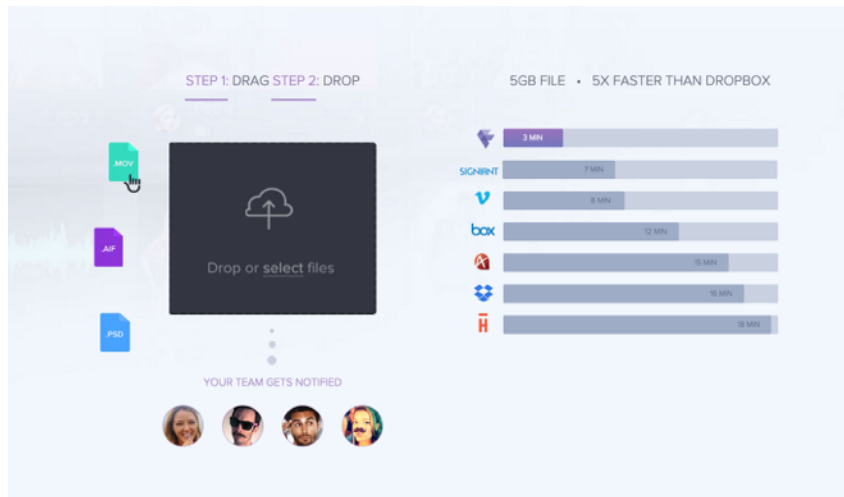 STEP 1: DRAG STEP 2: DROP
.MOV
.AIF
.PSD
Drop or select files
YOUR TEAM GETS NOTIFIED
5GB FILE • 5X FASTER THAN DROPBOX
3 MIN
SIGNIANT
7 MIN
8 MIN
box
12 MIN
15 MIN
16 MIN
H
18 MIN